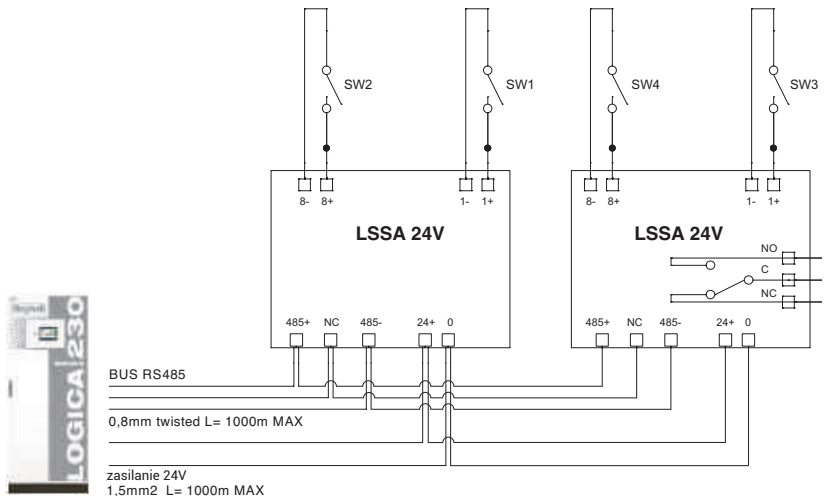 SW2
SW1
SW4
SW3
8- 8+ 1- 1+
8- 8+ 1- 1+
LSSA 24V
LSSA 24V
NO
C
NC
485+ NC 485- 24+ 0
485+ NC 485- 24+ 0
LOGICA 230
BUS RS485
0,8mm twisted L= 1000m MAX
zasilanie 24V
1,5mm2 L= 1000m MAX